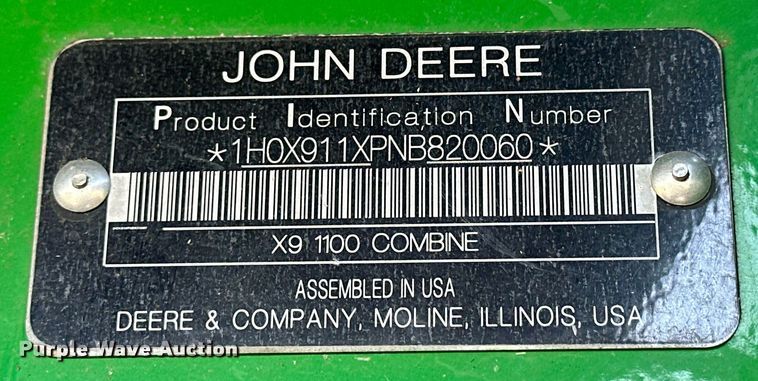 JOHN DEERE
Product Identification Number
*1H0X911XPNB820060*
X9 1100 COMBINE
ASSEMBLED IN USA
DEERE & COMPANY, MOLINE, ILLINOIS, USA
Purple Wave Auction